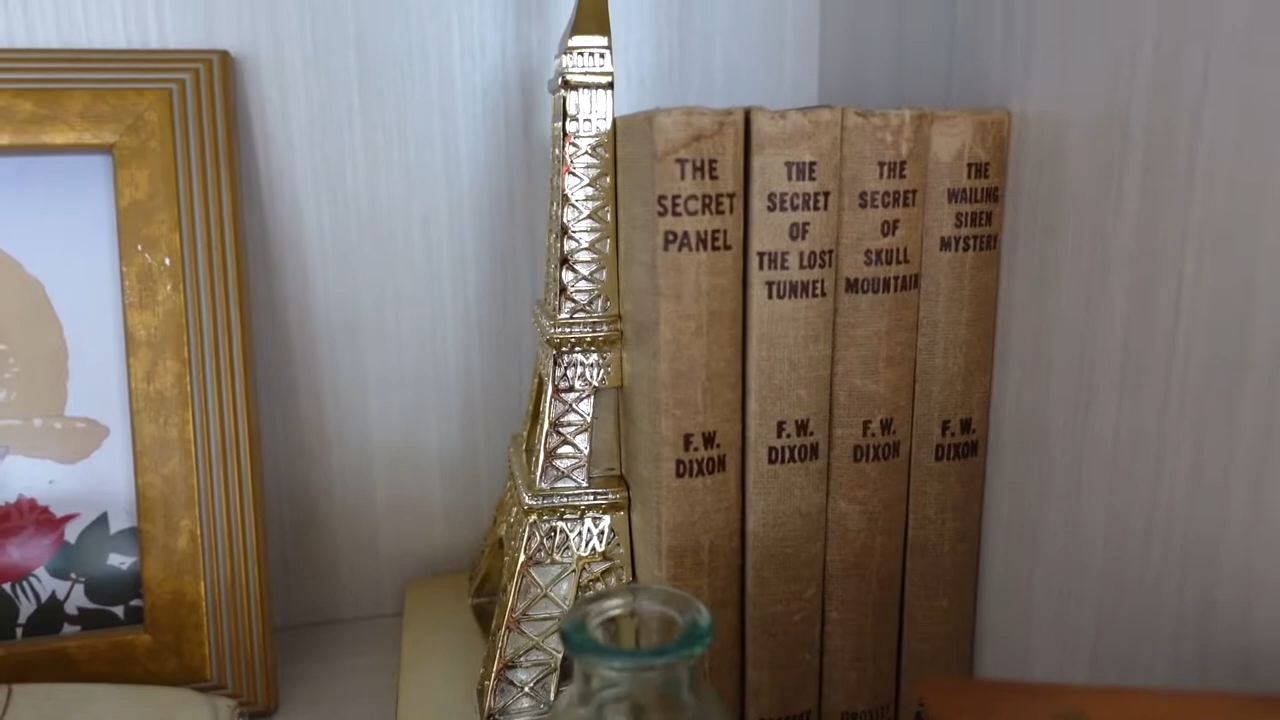 THE
SECRET
PANEL
F. W.
DIXON
THE
SECRET
OF
THE LOST
TUNNEL
F. W.
DIXON
THE
SECRET
OF
SKULL
MOUNTAIN
F. W.
DIXON
THE
WAILING
SIREN
MYSTERY
F. W.
DIXON